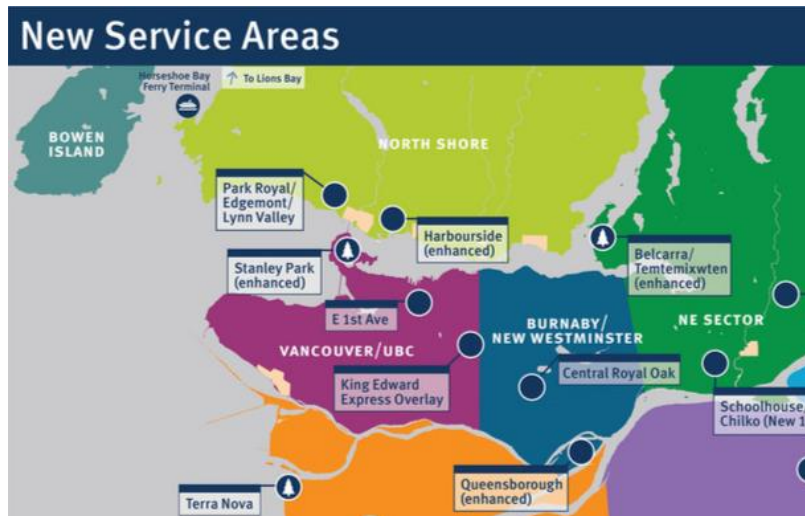 New Service Areas
Horseshoe Bay
Ferry Terminal
To Lions Bay
BOWEN
ISLAND
NORTH SHORE
Park Royal/
Edgemont/
Lynn Valley
Harbourside
(enhanced)
Stanley Park
(enhanced)
Belcarra/
Temtemixwten
(enhanced)
E 1st Ave
BURNABY/
NEW WESTMINSTER
NE SECTOR
VANCOUVER/UBC
King Edward
Express Overlay
Central Royal Oak
Schoolhouse/
Chilko (New 1
Queensborough
(enhanced)
Terra Nova